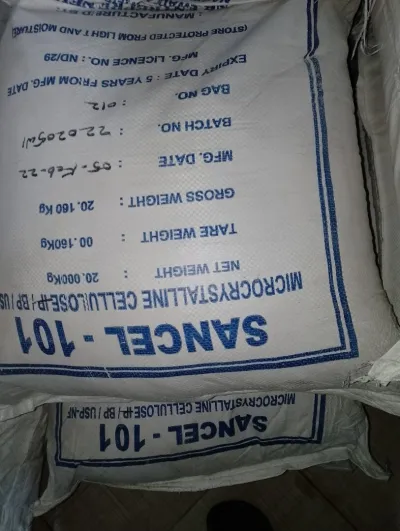 SANCEL - 101
MICROCRYSTALLINE CELLULOSE-IP / BP / USP
NET WEIGHT : 20.000Kg
TARE WEIGHT : 00.160Kg
GROSS WEIGHT : 20.160 Kg
MFG. DATE : 05-Feb-22
BATCH NO. :
BAG NO. : 012
EXPIRY DATE : 5 YEARS FROM MFG. DATE
MFG. LICENCE NO. : ND/29
(STORE PROTECTED FROM LIGHT AND MOISTURE)
SANCEL - 101
MICROCRYSTALLINE CELLULOSE-IP / BP / USP-NF